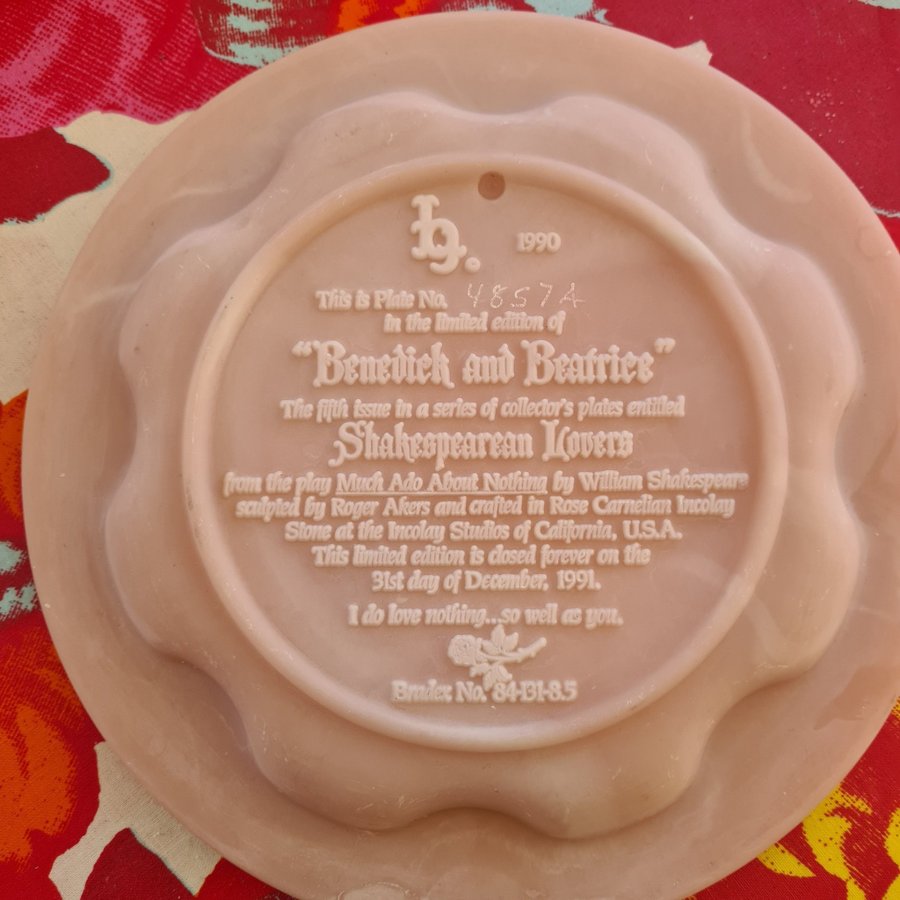 1990
This is Plate No. 4857A
in the limited edition of
"Benedick and Beatrice"
The fifth issue in a series of collector's plates entitled
Shakespearean Lovers
from the play Much Ado About Nothing by William Shakespeare
sculpted by Roger Akers and crafted in Rose Carnelian Incolay
Stone at the Incolay Studios of California, U.S.A.
This limited edition is closed forever on the
31st day of December, 1991.
I do love nothing...so well as you.
Bradex No. 84-131-8.5